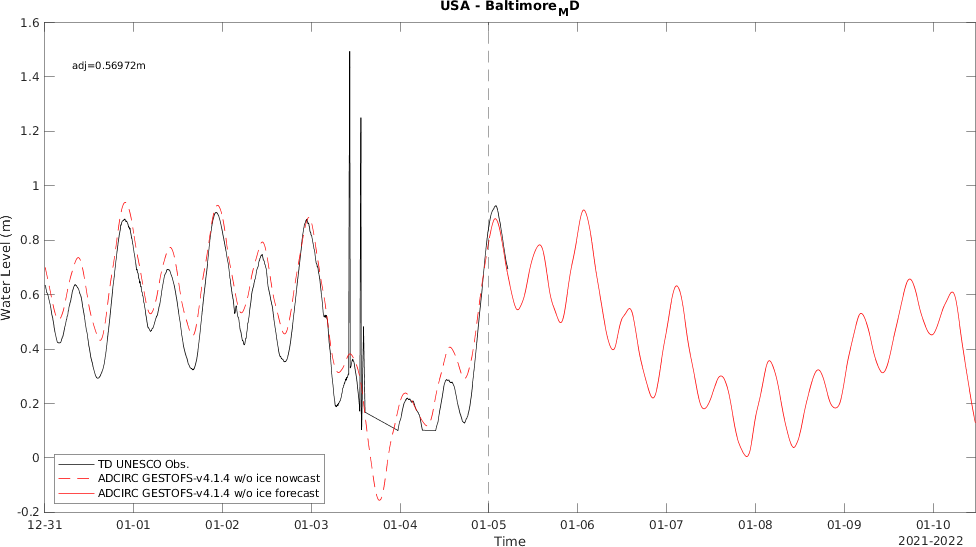 USA - Baltimore_MD
adj=0.56972m
Water Level (m)
1.6
1.4
1.2
1
0.8
0.6
0.4
0.2
0
-0.2
TD UNESCO Obs.
ADCIRC GESTOFS-v4.1.4 w/o ice nowcast
ADCIRC GESTOFS-v4.1.4 w/o ice forecast
12-31 01-01 01-02 01-03 01-04 01-05 01-06 01-07 01-08 01-09 01-10
Time
2021-2022